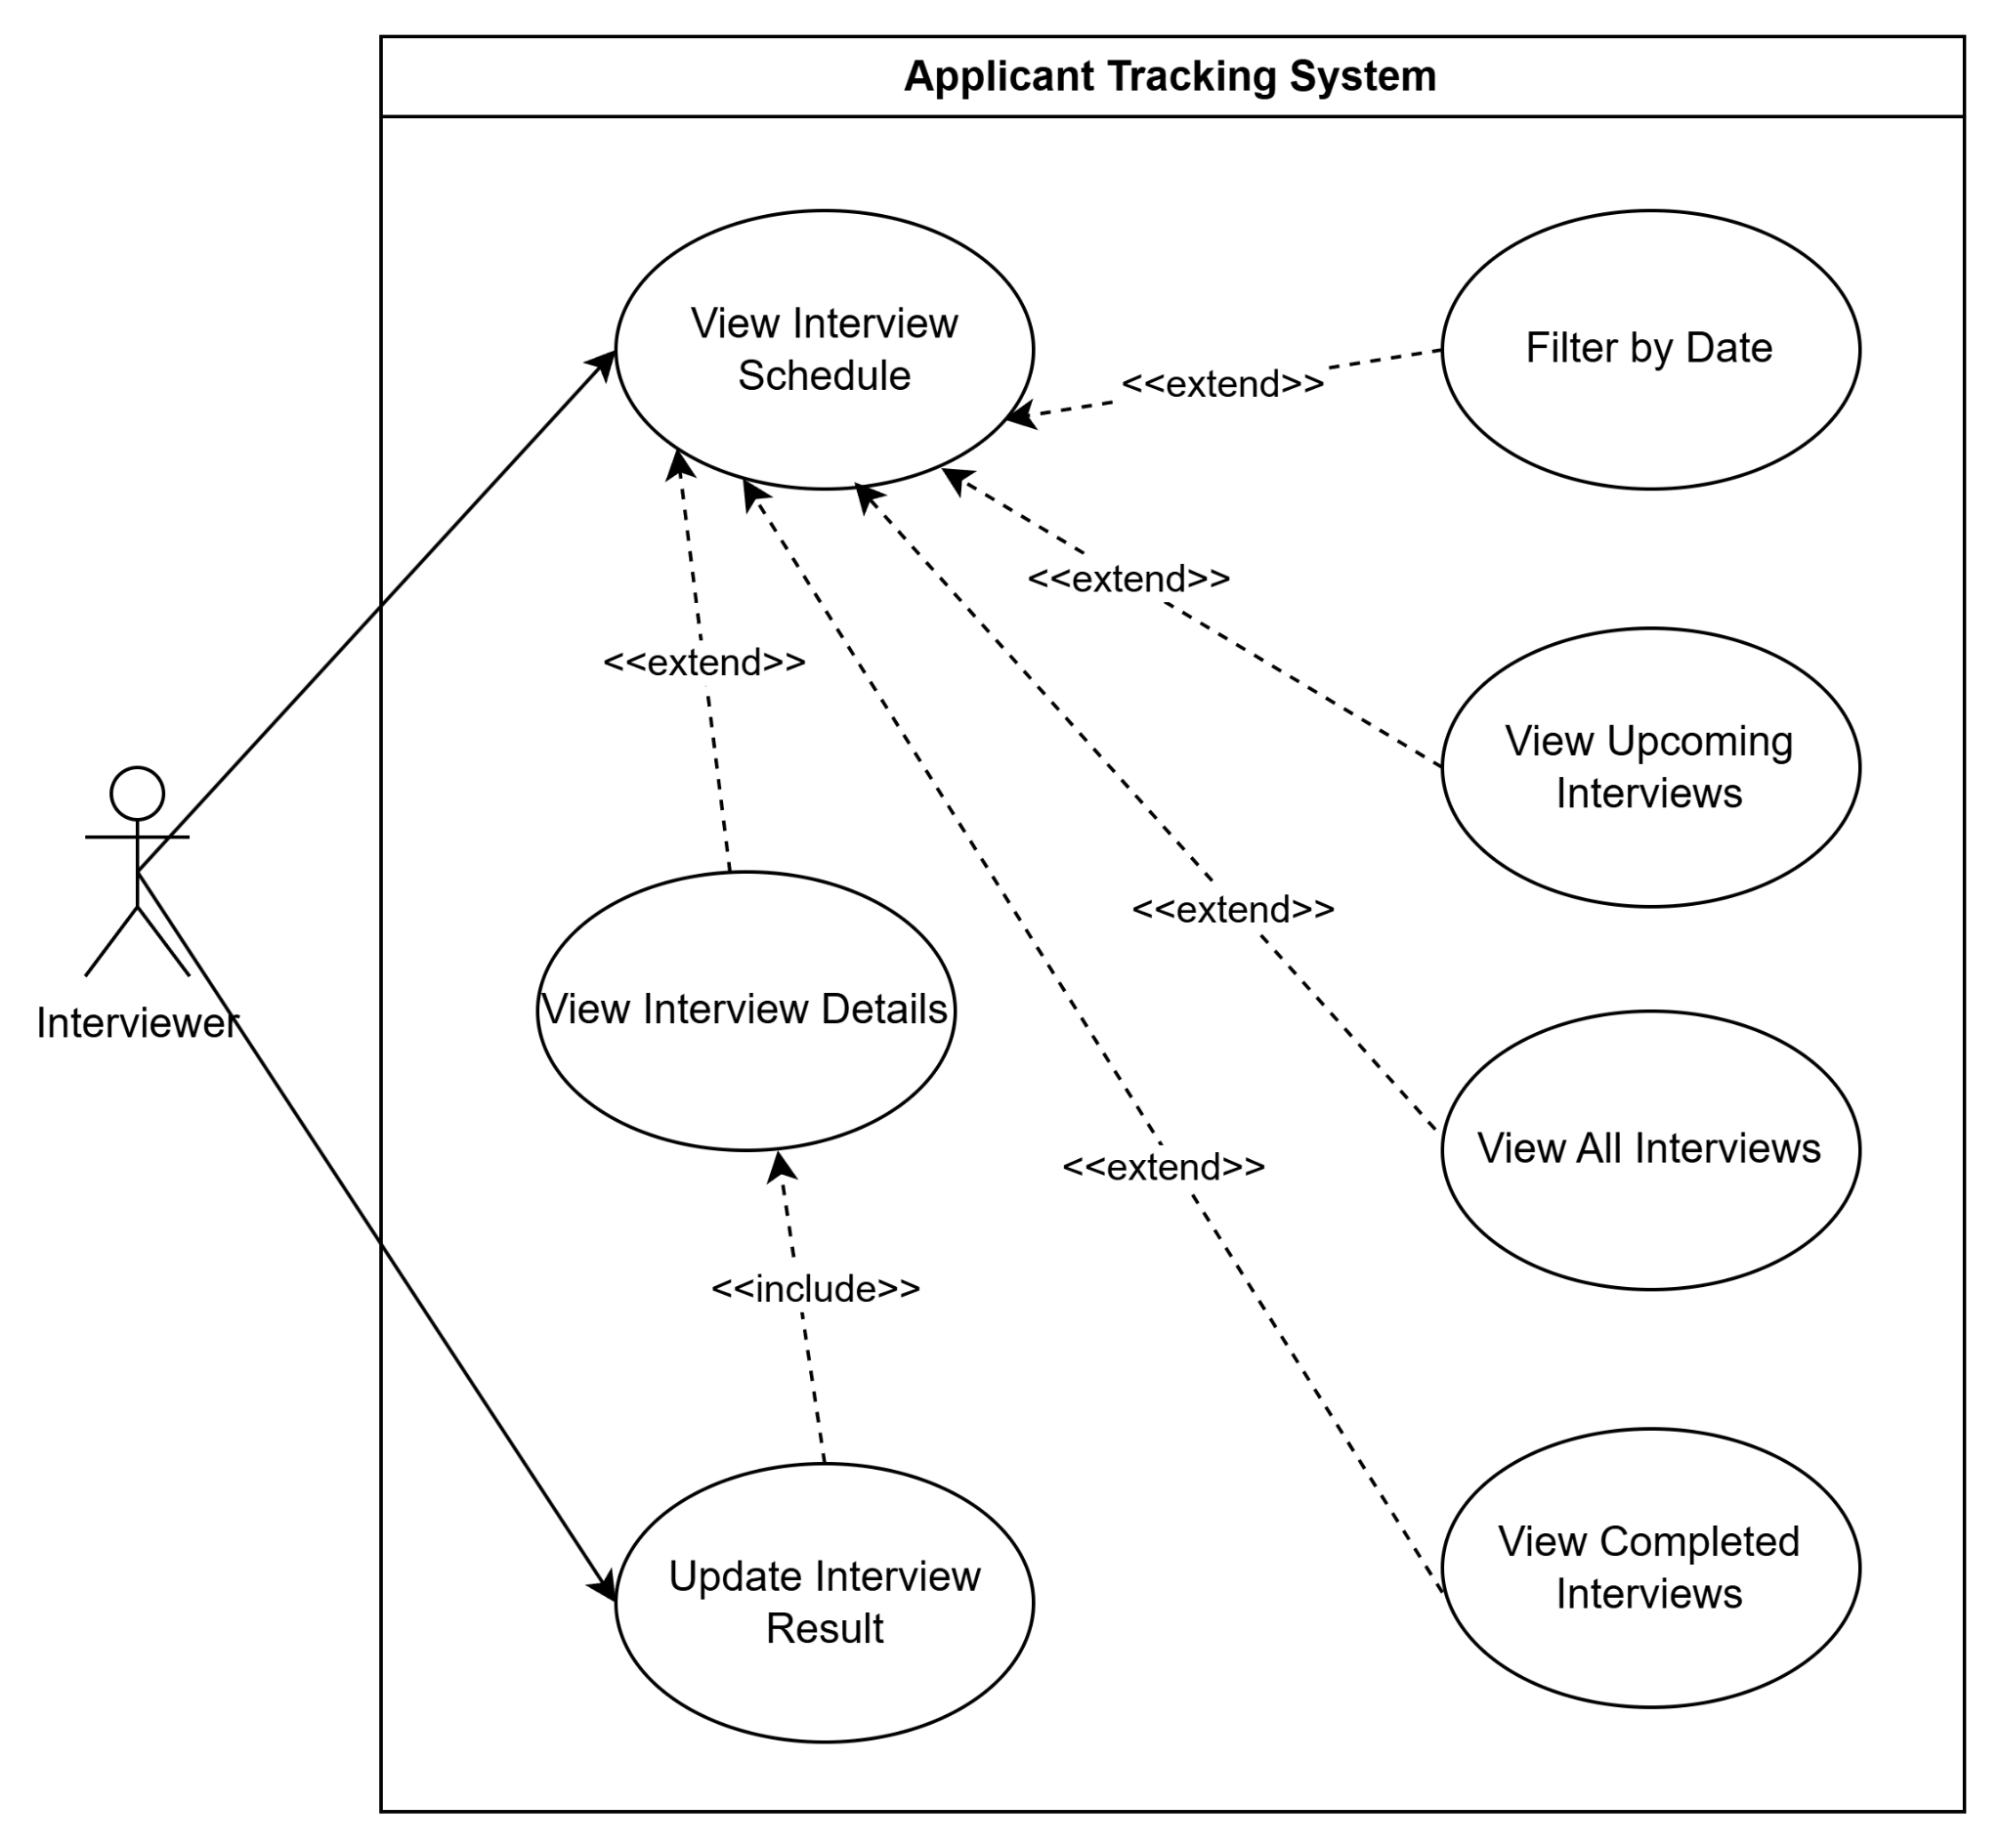 Applicant Tracking System
View Interview
Schedule
Filter by Date
<<extend>>
<<extend>>
<<extend>>
View Upcoming
Interviews
<<extend>>
View Interview Details
Interviewer
View All Interviews
<<extend>>
<<include>>
View Completed
Interviews
Update Interview
Result